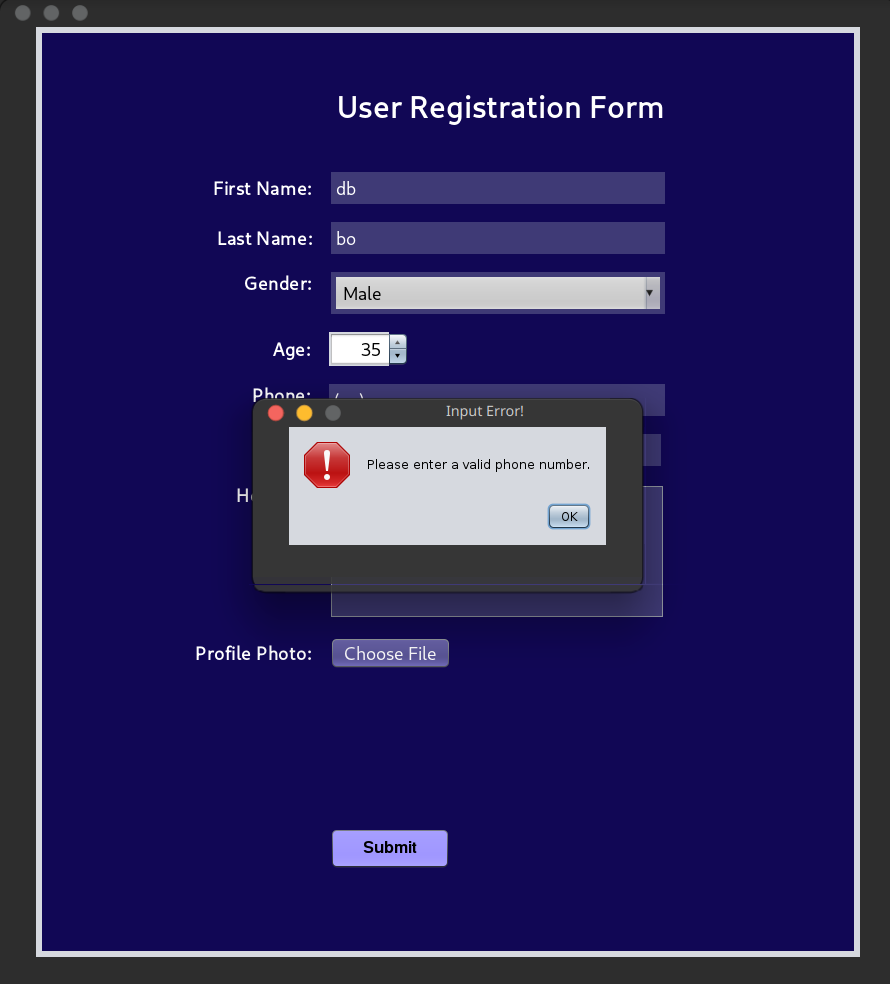 User Registration Form
First Name: db
Last Name: bo
Gender: Male
Age: 35
Phone:
Input Error!
Please enter a valid phone number.
OK
Profile Photo: Choose File
Submit